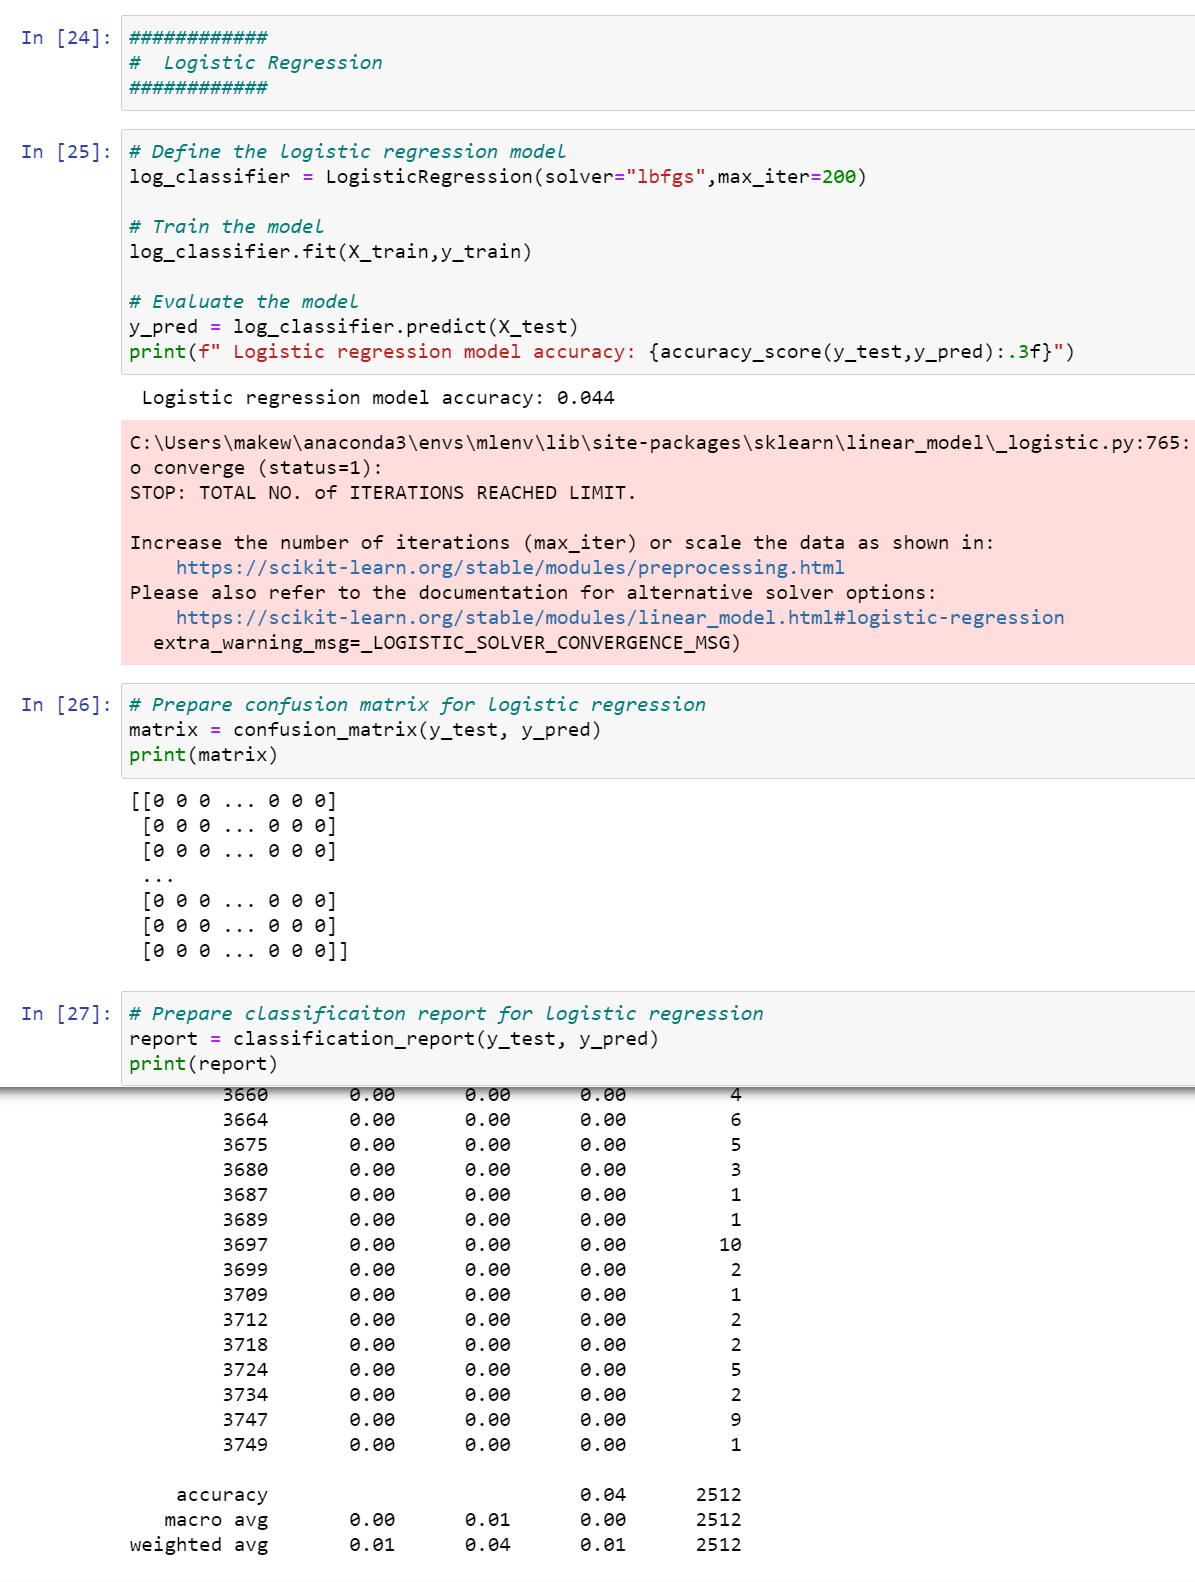 In [24]: ############
#  Logistic Regression
############
In [25]: # Define the logistic regression model
log_classifier = LogisticRegression(solver="lbfgs",max_iter=200)
# Train the model
log_classifier.fit(X_train,y_train)
# Evaluate the model
y_pred = log_classifier.predict(X_test)
print(f" Logistic regression model accuracy: {accuracy_score(y_test,y_pred):.3f}")
Logistic regression model accuracy: 0.044
C:\Users\makew\anaconda3\envs\mlenv\lib\site-packages\sklearn\linear_model\_logistic.py:765:
o converge (status=1):
STOP: TOTAL NO. of ITERATIONS REACHED LIMIT.
Increase the number of iterations (max_iter) or scale the data as shown in:
https://scikit-learn.org/stable/modules/preprocessing.html
Please also refer to the documentation for alternative solver options:
https://scikit-learn.org/stable/modules/linear_model.html#logistic-regression
extra_warning_msg=_LOGISTIC_SOLVER_CONVERGENCE_MSG)
In [26]: # Prepare confusion matrix for logistic regression
matrix = confusion_matrix(y_test, y_pred)
print(matrix)
[[0 0 0 ... 0 0 0]
[0 0 0 ... 0 0 0]
[0 0 0 ... 0 0 0]
...
[0 0 0 ... 0 0 0]
[0 0 0 ... 0 0 0]
[0 0 0 ... 0 0 0]]
In [27]: # Prepare classificaiton report for logistic regression
report = classification_report(y_test, y_pred)
print(report)
3660 0.00 0.00 0.00 4
3664 0.00 0.00 0.00 6
3675 0.00 0.00 0.00 5
3680 0.00 0.00 0.00 3
3687 0.00 0.00 0.00 1
3689 0.00 0.00 0.00 1
3697 0.00 0.00 0.00 10
3699 0.00 0.00 0.00 2
3709 0.00 0.00 0.00 1
3712 0.00 0.00 0.00 2
3718 0.00 0.00 0.00 2
3724 0.00 0.00 0.00 5
3734 0.00 0.00 0.00 2
3747 0.00 0.00 0.00 9
3749 0.00 0.00 0.00 1
accuracy 0.04 2512
macro avg 0.00 0.01 0.00 2512
weighted avg 0.01 0.04 0.01 2512